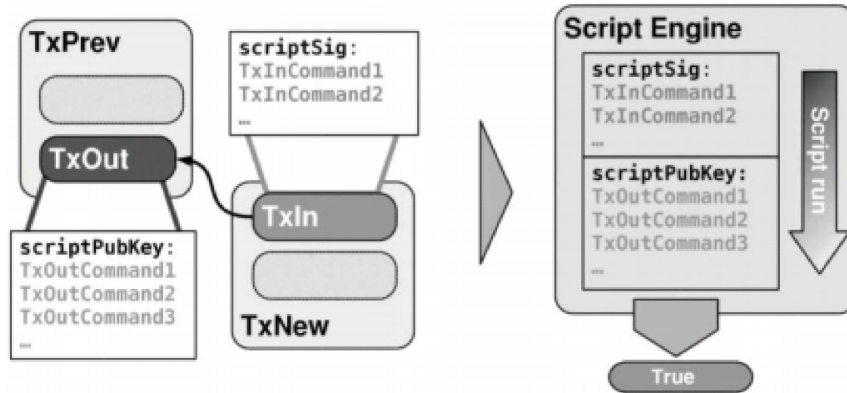 TxPrev
TxOut
scriptPubKey:
TxOutCommand1
TxOutCommand2
TxOutCommand3
…
scriptSig:
TxInCommand1
TxInCommand2
…
TxIn
TxNew
Script Engine
scriptSig:
TxInCommand1
TxInCommand2
…
scriptPubKey:
TxOutCommand1
TxOutCommand2
TxOutCommand3
…
Script run
True